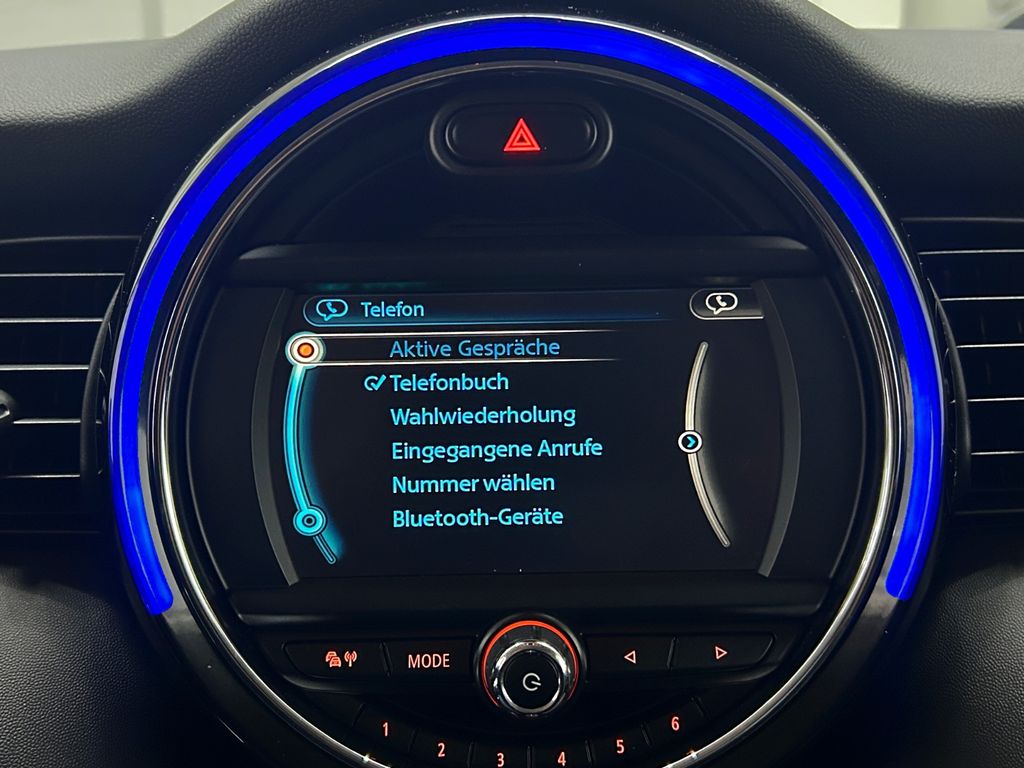 Telefon
Aktive Gespräche
Telefonbuch
Wahlwiederholung
Eingegangene Anrufe
Nummer wählen
Bluetooth-Geräte
MODE
1 2 3 4 5 6